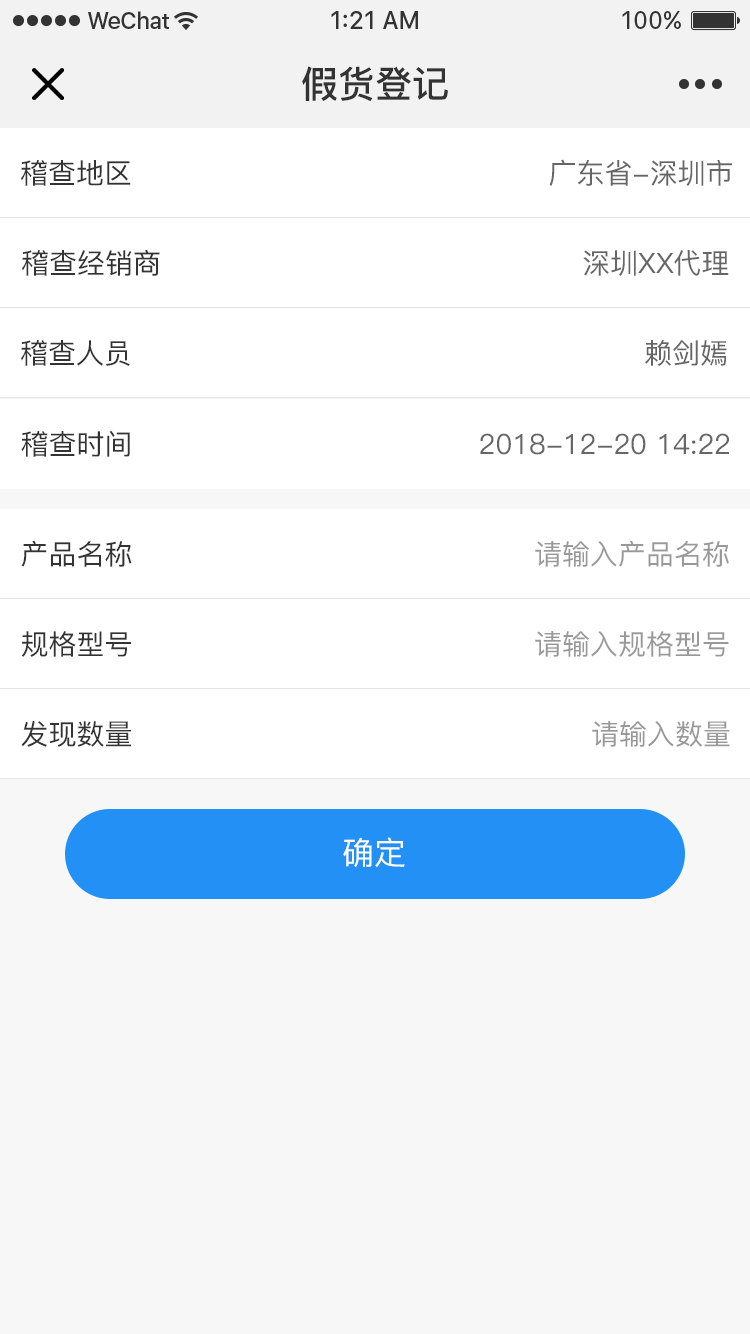 WeChat 1:21 AM 100%
假货登记
稽查地区 广东省-深圳市
稽查经销商 深圳XX代理
稽查人员 赖剑嫣
稽查时间 2018-12-20 14:22
产品名称 请输入产品名称
规格型号 请输入规格型号
发现数量 请输入数量
确定